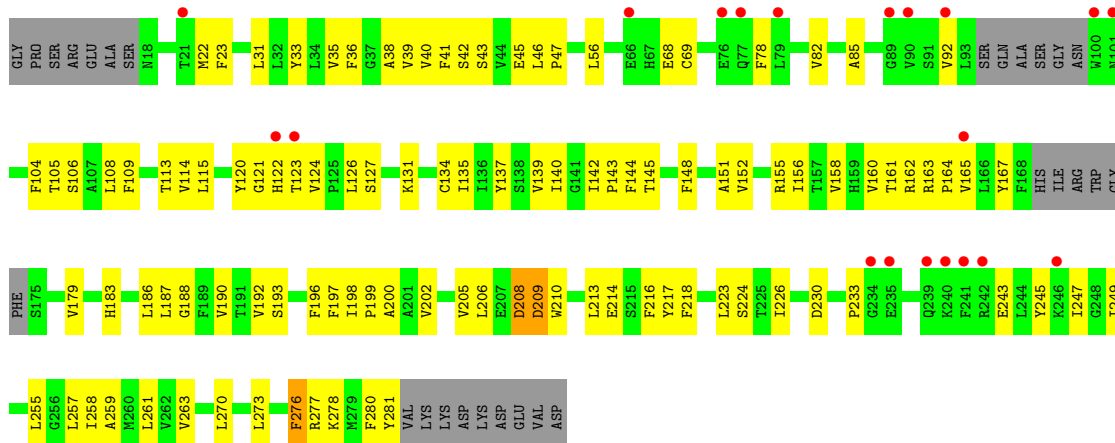 GLY PRO SER ARG GLU ALA SER N18 T21 M22 F23 L31 L32 Y33 L34 V35 F36 G37 A38 V39 V40 F41 S42 S43 V44 E45 L46 P47 L56 E66 H67 E68 C69 E76 Q77 F78 L79 V82 A85 G89 V90 S91 V92 L93 SER GLN ALA SER GLY ASN W100 N101
F104 T105 S106 A107 L108 F109 T113 V114 L115 Y120 G121 H122 T123 V124 P125 L126 S127 K131 C134 I135 I136 Y137 S138 V139 I140 G141 I142 P143 F144 T145 F148 A151 V152 R155 I156 T157 V158 H159 V160 T161 R162 R163 P164 V165 L166 Y167 F168 HIS ILE ARG TRP GLY
PHE S175 V179 H183 L186 L187 G188 F189 V190 T191 V192 S193 F196 F197 I198 P199 A200 A201 V202 V205 L206 E207 D208 D209 W210 L213 E214 S215 F216 Y217 F218 L223 S224 T225 I226 D230 P233 G234 E235 Q239 K240 F241 R242 E243 L244 Y245 K246 I247 G248
L255 G256 L257 I258 A259 M260 L261 V262 V263 L270 L273 F276 R277 K278 M279 F280 Y281 VAL LYS LYS ASP LYS ASP GLU VAL ASP